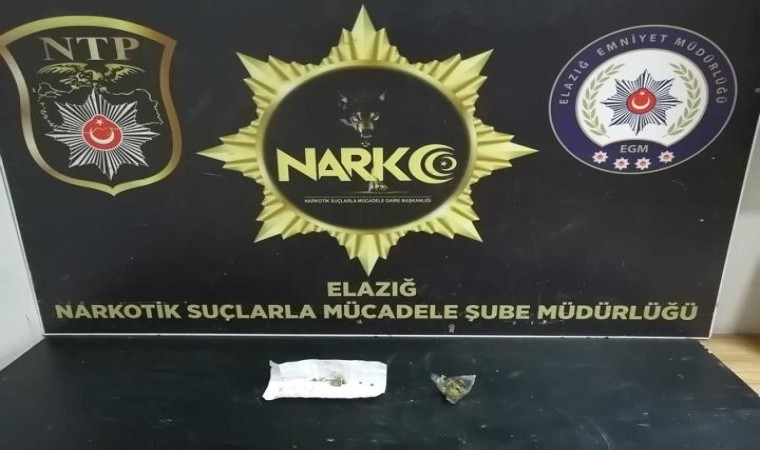 NTP
NARKO
NARKOTİK SUÇLARLA MÜCADELE DAİRE BAŞKANLIĞI
ELAZIĞ EMNİYET MÜDÜRLÜĞÜ
EGM
ELAZIĞ
NARKOTİK SUÇLARLA MÜCADELE ŞUBE MÜDÜRLÜĞÜ